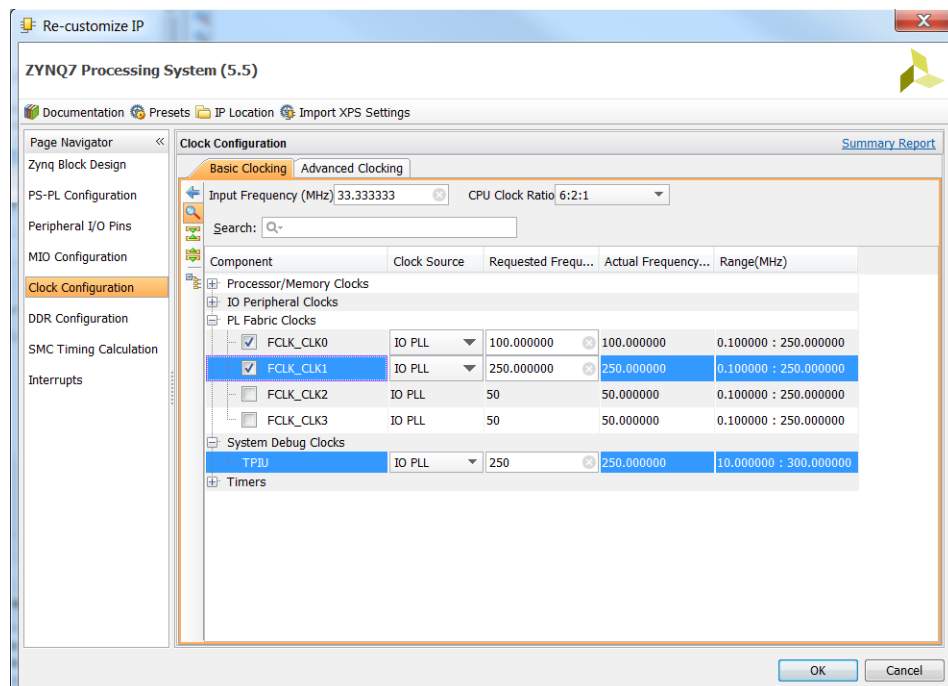 Re-customize IP
ZYNQ7 Processing System (5.5)
Documentation Presets IP Location Import XPS Settings
Page Navigator «
Zynq Block Design
PS-PL Configuration
Peripheral I/O Pins
MIO Configuration
Clock Configuration
DDR Configuration
SMC Timing Calculation
Interrupts
Clock Configuration Summary Report
Basic Clocking Advanced Clocking
Input Frequency (MHz) 33.333333 CPU Clock Ratio 6:2:1
Search:
Component Clock Source Requested Frequ... Actual Frequency... Range(MHz)
Processor/Memory Clocks
IO Peripheral Clocks
PL Fabric Clocks
FCLK_CLK0 IO PLL 100.000000 100.000000 0.100000 : 250.000000
FCLK_CLK1 IO PLL 250.000000 250.000000 0.100000 : 250.000000
FCLK_CLK2 IO PLL 50 50.000000 0.100000 : 250.000000
FCLK_CLK3 IO PLL 50 50.000000 0.100000 : 250.000000
System Debug Clocks
TPIU IO PLL 250 250.000000 10.000000 : 300.000000
Timers
OK Cancel